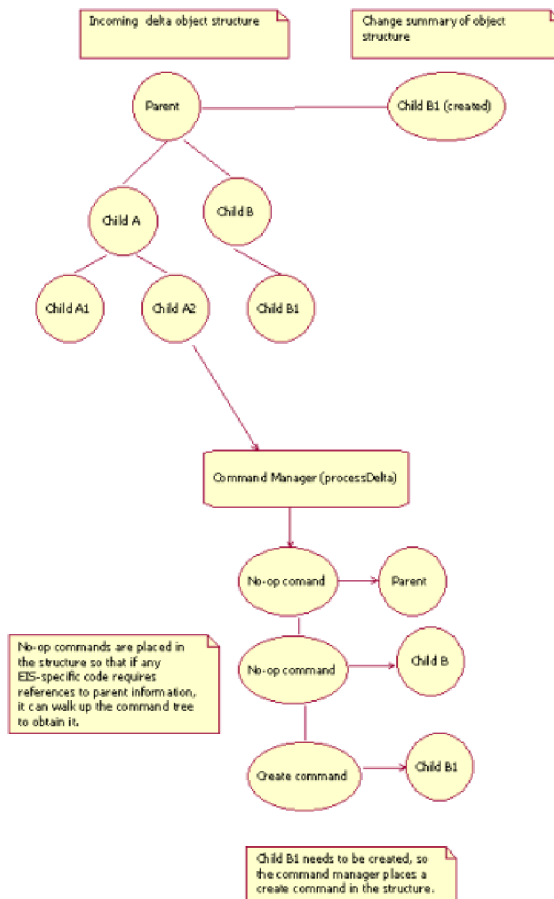 Incoming delta object structure
Change summary of object
structure
Parent
Child B1 (created)
Child A
Child B
Child A1
Child A2
Child B1
Command Manager (processDelta)
No-op comand
Parent
No-op commands are placed in
the structure so that if any
EIS-specific code requires
references to parent information,
it can walk up the command tree
to obtain it.
No-op command
Child B
Create command
Child B1
Child B1 needs to be created, so
the command manager places a
create command in the structure.